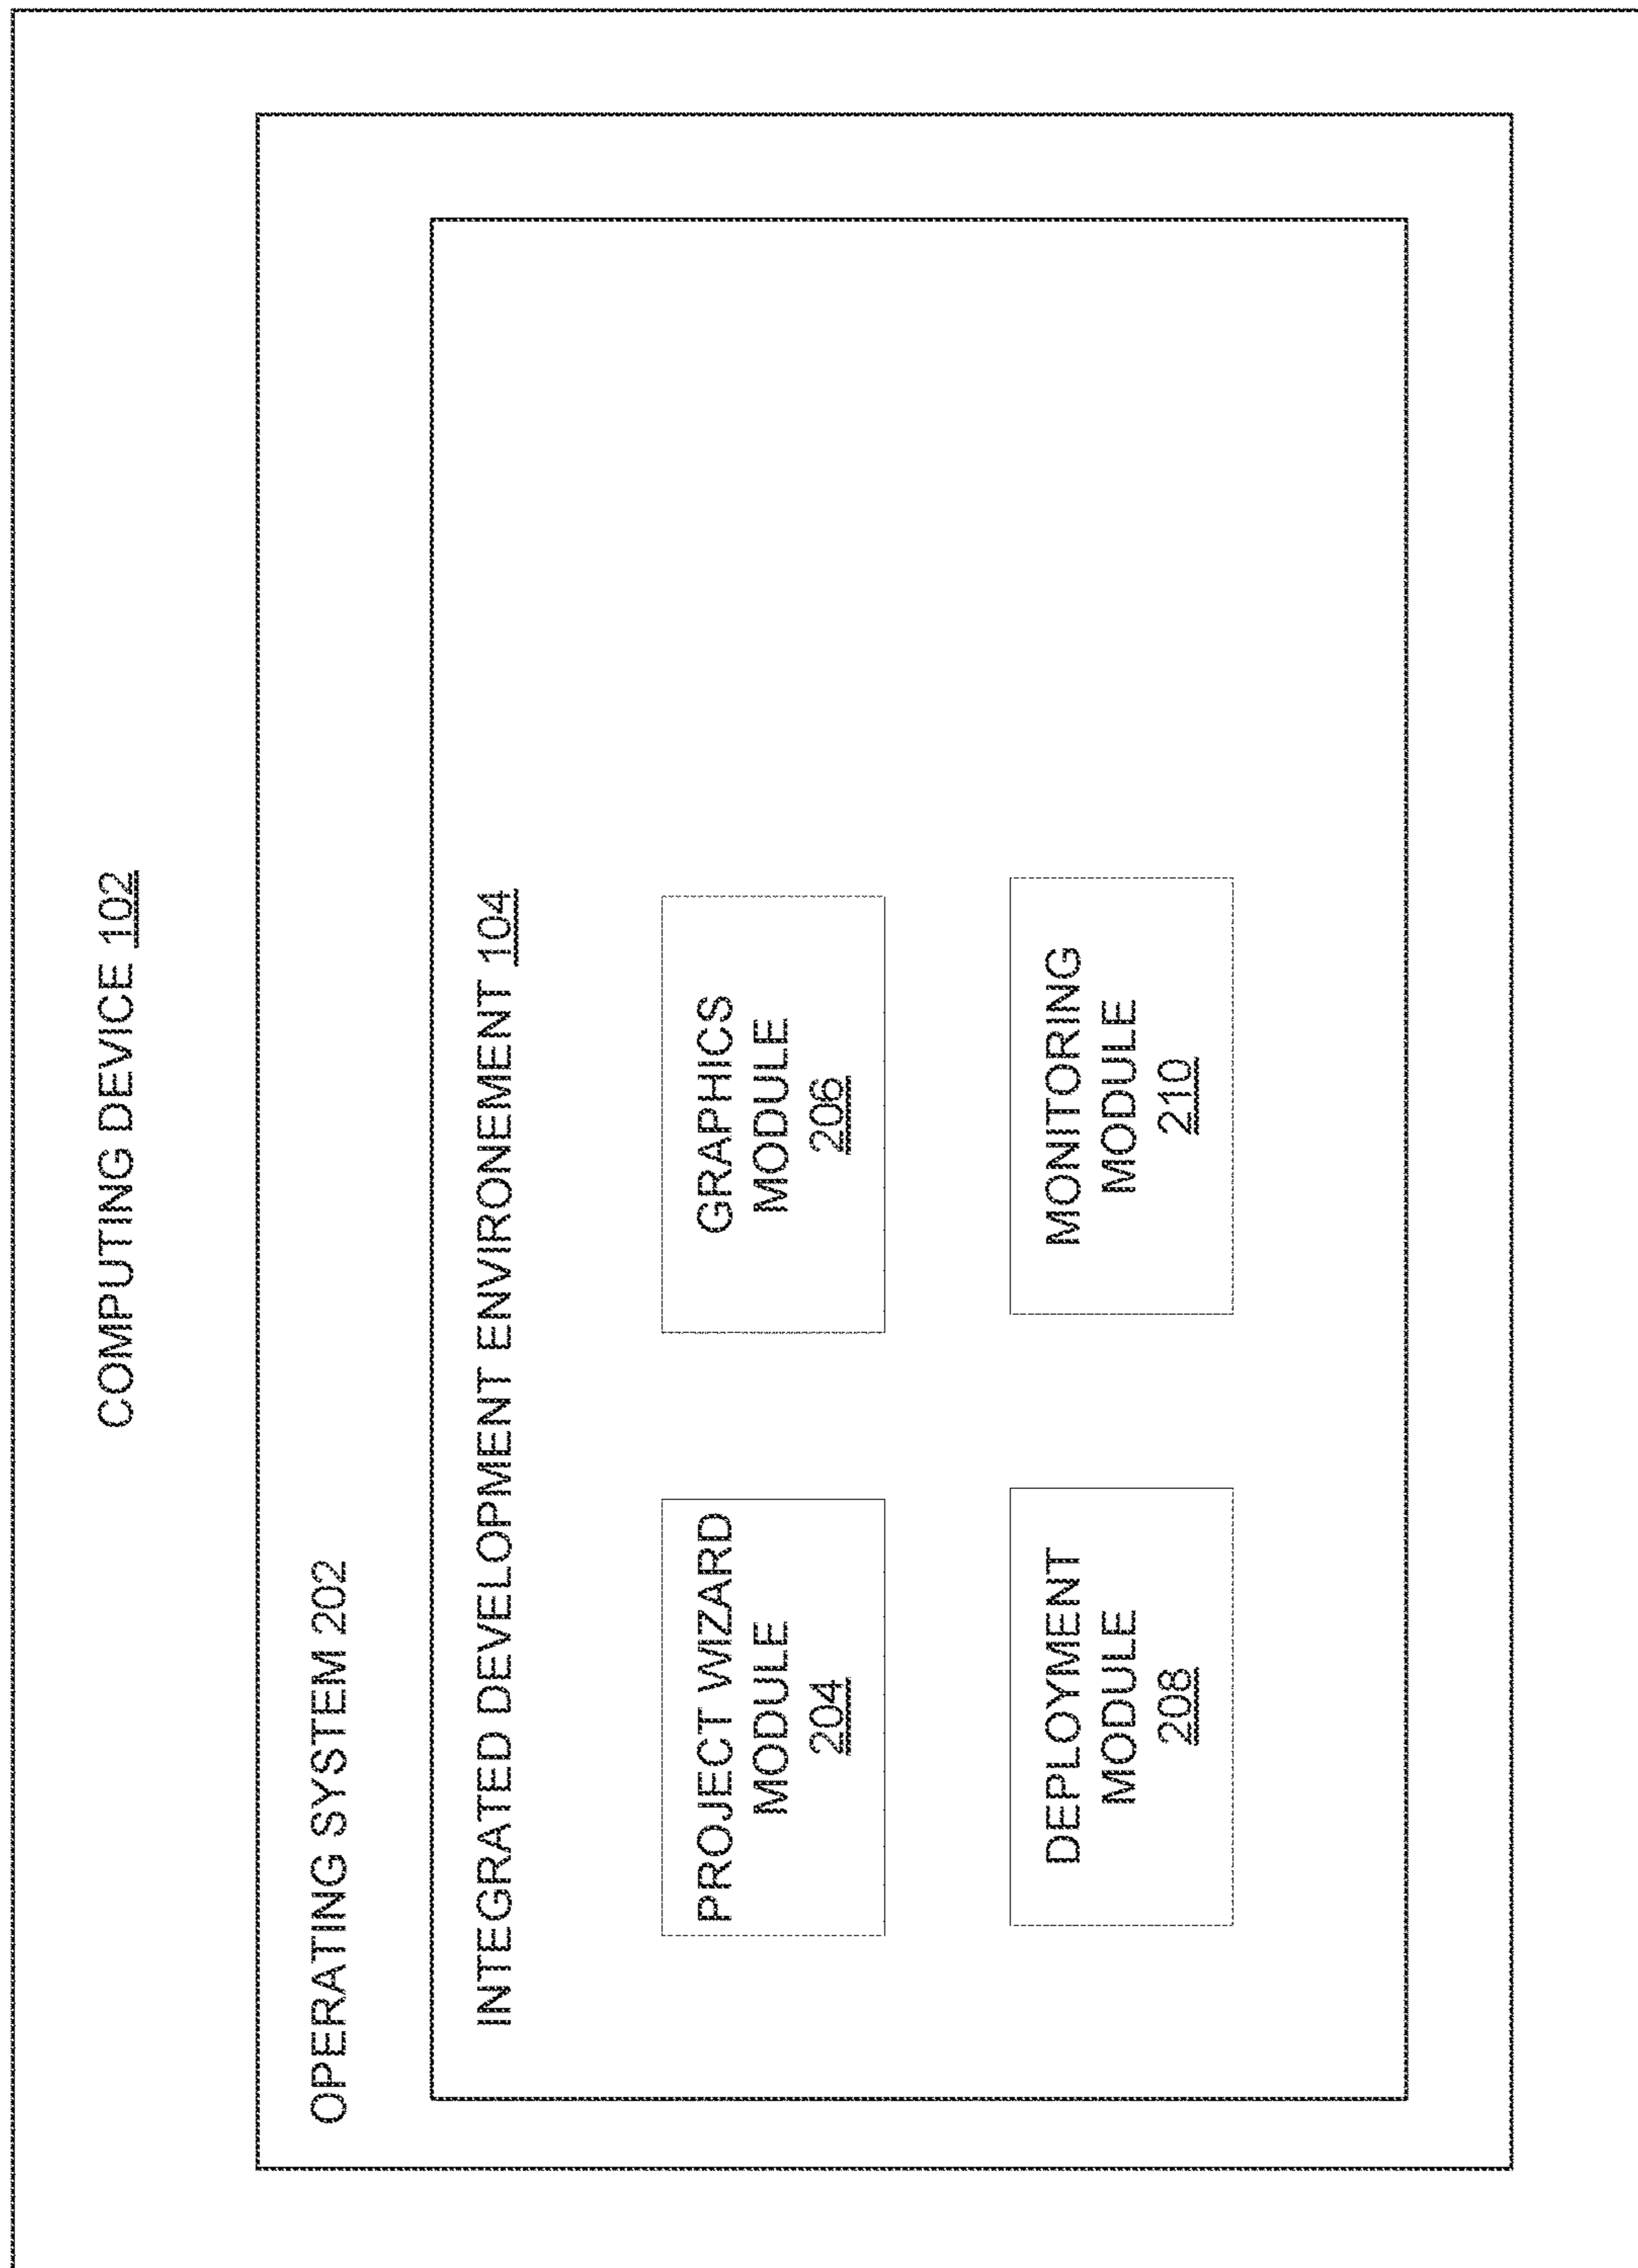 COMPUTING DEVICE 102
OPERATING SYSTEM 202
INTEGRATED DEVELOPMENT ENVIRONEMENT 104
PROJECT WIZARD
MODULE
204
GRAPHICS
MODULE
206
DEPLOYMENT
MODULE
208
MONITORING
MODULE
210